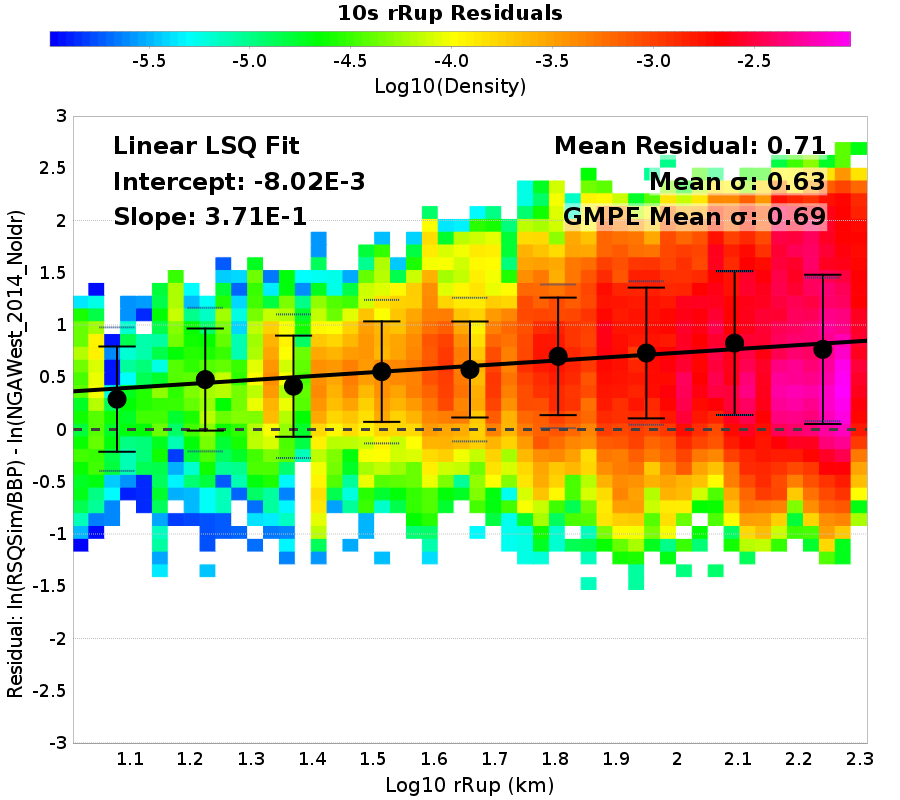 10s rRup Residuals
-5.5 -5.0 -4.5 -4.0 -3.5 -3.0 -2.5
Log10(Density)
Linear LSQ Fit
Intercept: -8.02E-3
Slope: 3.71E-1
Mean Residual: 0.71
Mean σ: 0.63
GMPE Mean σ: 0.69
Residual: ln(RSQSim/BBP) - ln(NGAWest_2014_NoIdr)
3
2.5
2
1.5
1
0.5
0
-0.5
-1
-1.5
-2
-2.5
-3
1.1 1.2 1.3 1.4 1.5 1.6 1.7 1.8 1.9 2 2.1 2.2 2.3
Log10 rRup (km)